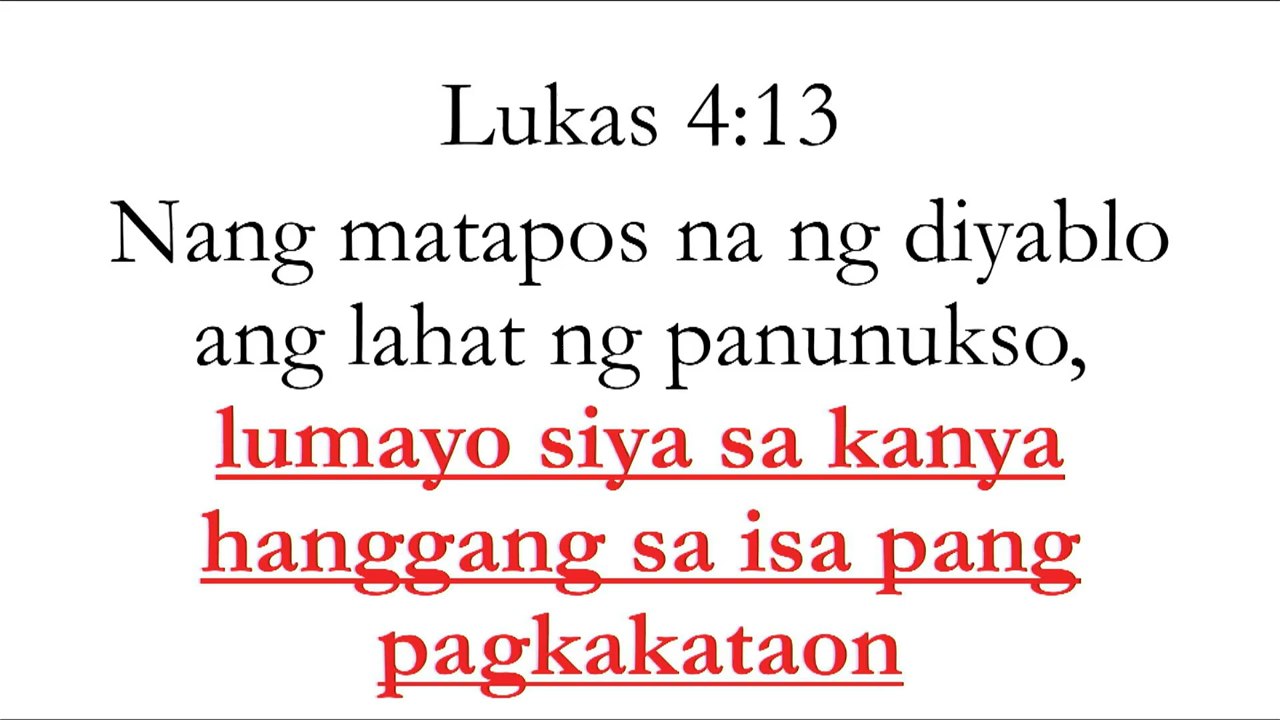 Lukas 4:13
Nang matapos na ng diyablo
ang lahat ng panunukso,
lumayo siya sa kanya
hanggang sa isa pang
pagkakataon